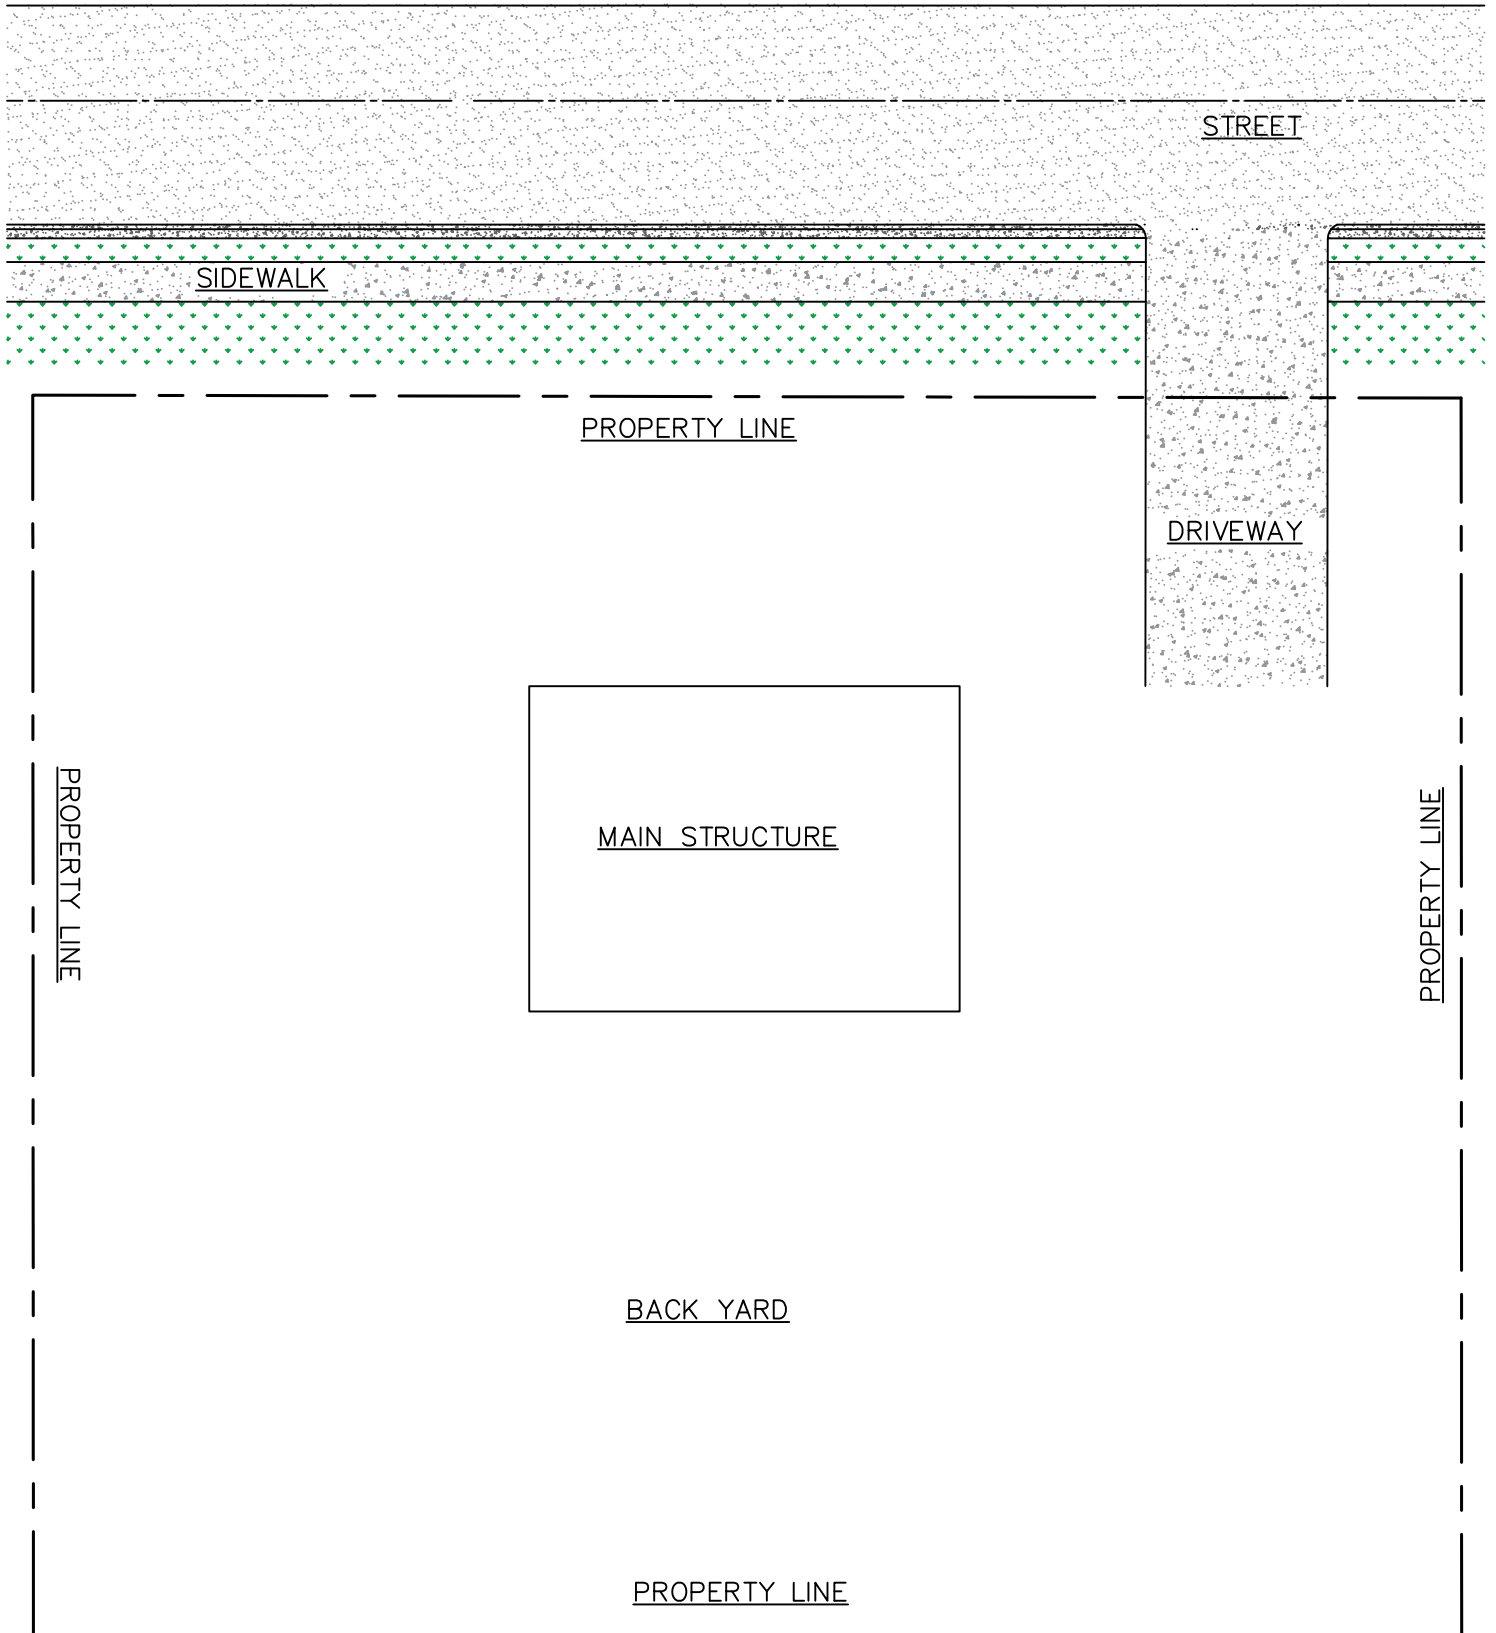 STREET
SIDEWALK
PROPERTY LINE
DRIVEWAY
PROPERTY LINE
MAIN STRUCTURE
PROPERTY LINE
BACK YARD
PROPERTY LINE